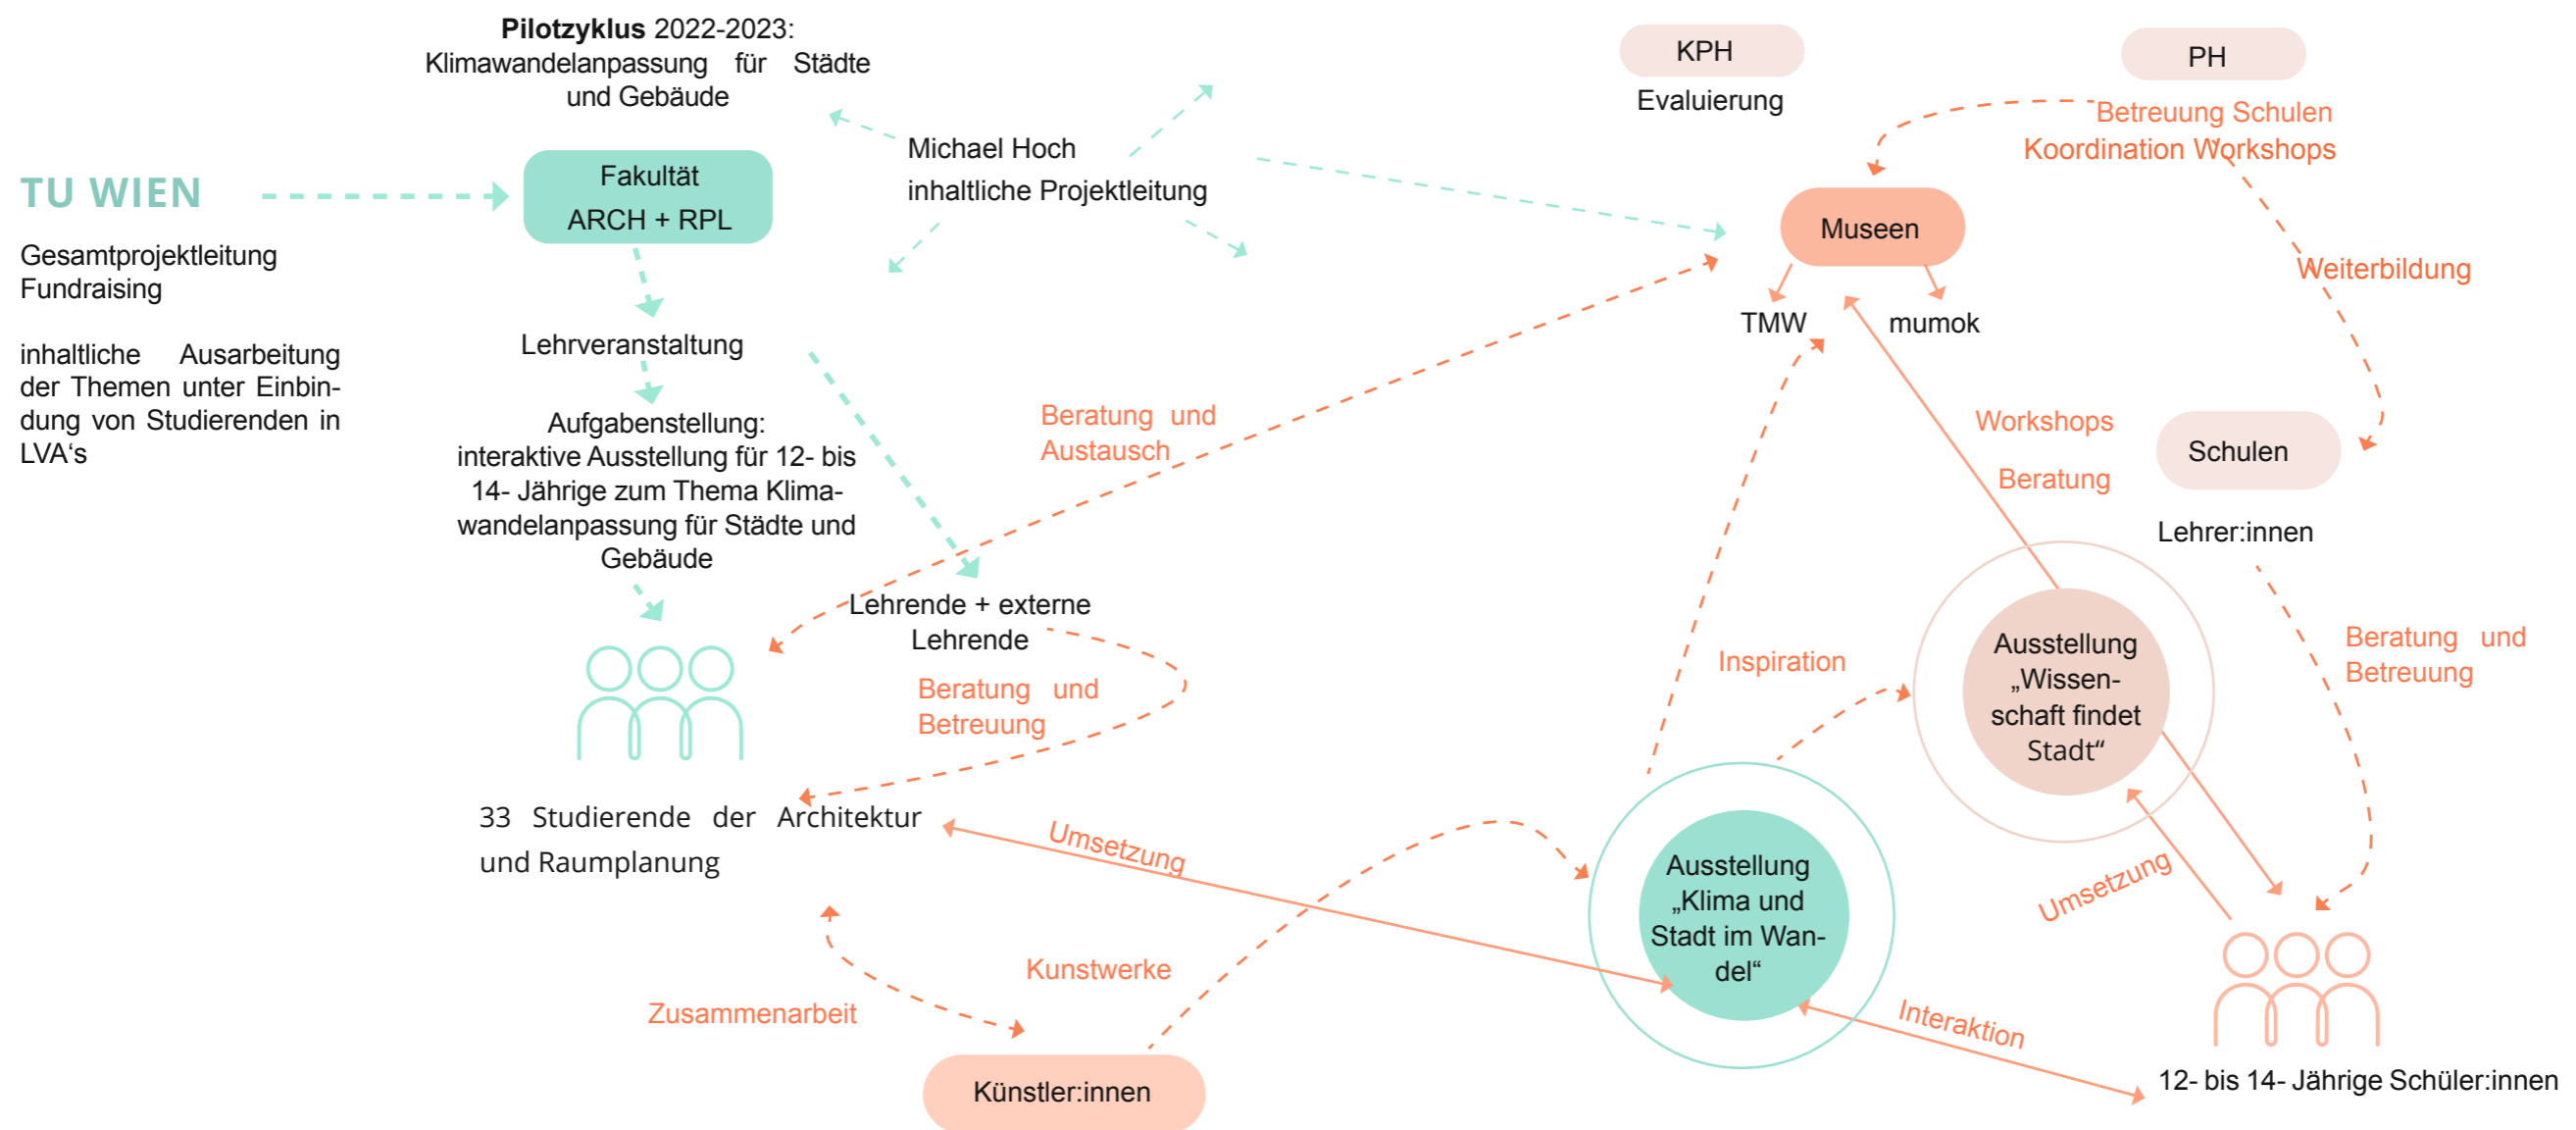 Pilotzyklus 2022-2023:
Klimawandelanpassung für Städte
und Gebäude
TU WIEN
Gesamtprojektleitung
Fundraising
inhaltliche Ausarbeitung
der Themen unter Einbin-
dung von Studierenden in
LVA‘s
Fakultät
ARCH + RPL
Michael Hoch
inhaltliche Projektleitung
KPH
Evaluierung
PH
Betreuung Schulen
Koordination Workshops
Museen
TMW
mumok
Weiterbildung
Lehrveranstaltung
Aufgabenstellung:
interaktive Ausstellung für 12- bis
14- Jährige zum Thema Klima-
wandelanpassung für Städte und
Gebäude
Beratung und
Austausch
Workshops
Beratung
Schulen
Lehrer:innen
Lehrende + externe
Lehrende
Beratung und
Betreuung
Inspiration
Ausstellung
„Wissen-
schaft findet
Stadt“
Beratung und
Betreuung
33 Studierende der Architektur
und Raumplanung
Umsetzung
Ausstellung
„Klima und
Stadt im Wan-
del“
Umsetzung
Kunstwerke
Zusammenarbeit
Interaktion
Künstler:innen
12- bis 14- Jährige Schüler:innen